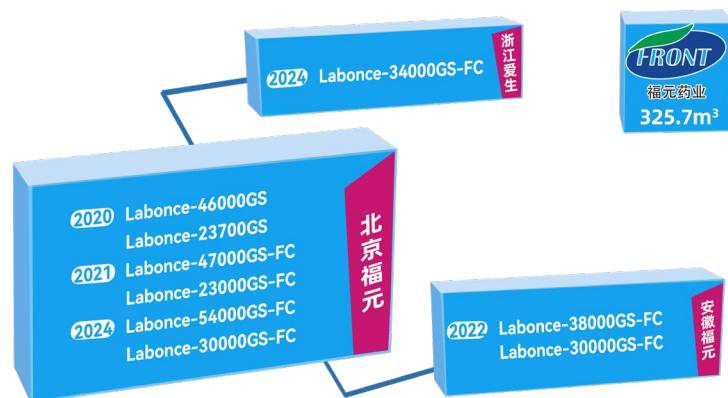 2024 Labonce-34000GS-FC
浙江爱生
FRONT
福元药业
325.7m³
2020 Labonce-46000GS
Labonce-23700GS
2021 Labonce-47000GS-FC
Labonce-23000GS-FC
2024 Labonce-54000GS-FC
Labonce-30000GS-FC
北京福元
2022 Labonce-38000GS-FC
Labonce-30000GS-FC
安徽福元